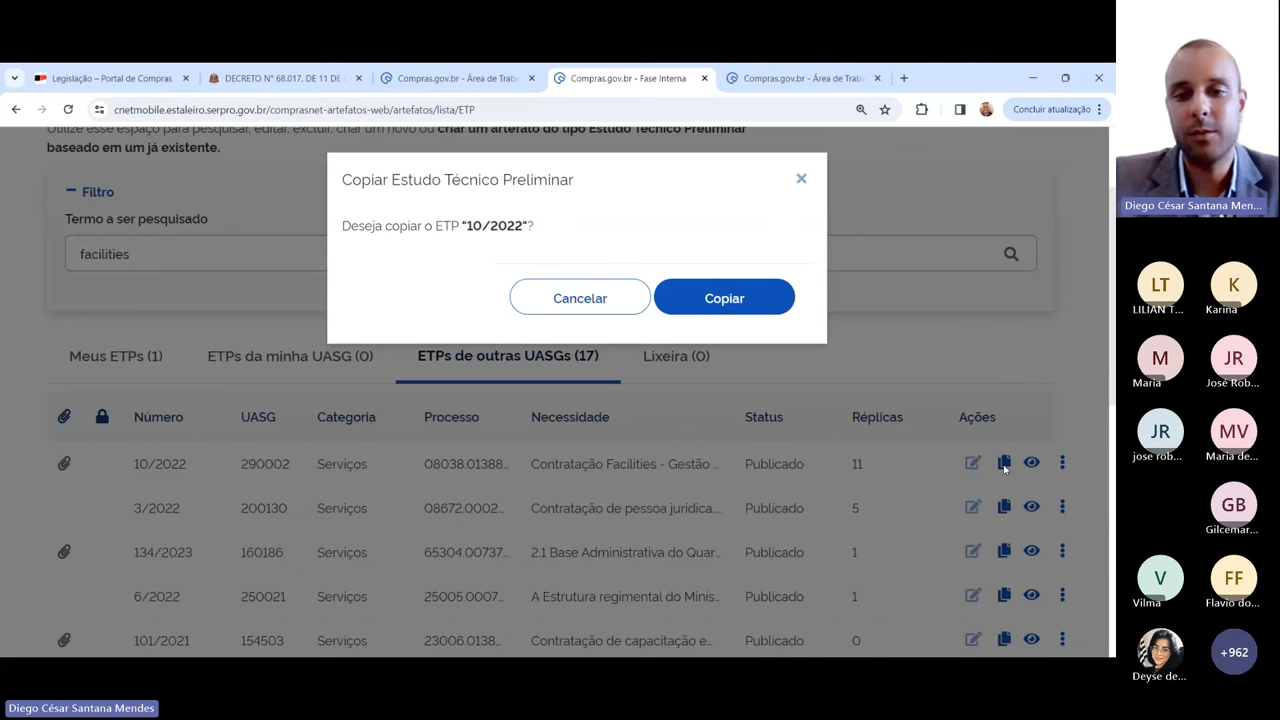 Legislação – Portal de Compras
DECRETO N° 68.017, DE 11 DE
Compras.gov.br - Área de Trab
Compras.gov.br - Fase Interna
Compras.gov.br - Área de Trab
cnetmobile.estaleiro.serpro.gov.br/comprasnet-artefatos-web/artefatos/lista/ETP
Concluir atualização
Utilize esse espaço para pesquisar, editar, excluir, criar um novo ou criar um artefato do tipo Estudo Técnico Preliminar
baseado em um já existente.
Filtro
Termo a ser pesquisado
facilities
Copiar Estudo Técnico Preliminar
Deseja copiar o ETP "10/2022"?
Cancelar
Copiar
Meus ETPs (1) ETPs da minha UASG (0) ETPs de outras UASGs (17) Lixeira (0)
Número UASG Categoria Processo Necessidade Status Réplicas Ações
10/2022 290002 Serviços 08038.01388... Contratação Facilities - Gestão ... Publicado 11
3/2022 200130 Serviços 08672.0002... Contratação de pessoa jurídica,... Publicado 5
134/2023 160186 Serviços 65304.00737... 2.1 Base Administrativa do Quar... Publicado 1
6/2022 250021 Serviços 25005.0007... A Estrutura regimental do Minis... Publicado 1
101/2021 154503 Serviços 23006.0138... Contratação de capacitação e... Publicado 0
Diego César Santana Men...
LT
LILIAN T...
K
Karina
M
Maria
JR
José Rob...
JR
jose rob...
MV
Maria de...
GB
Gilcemar...
V
Vilma
FF
Flavio do...
Deyse de...
+962
Diego César Santana Mendes